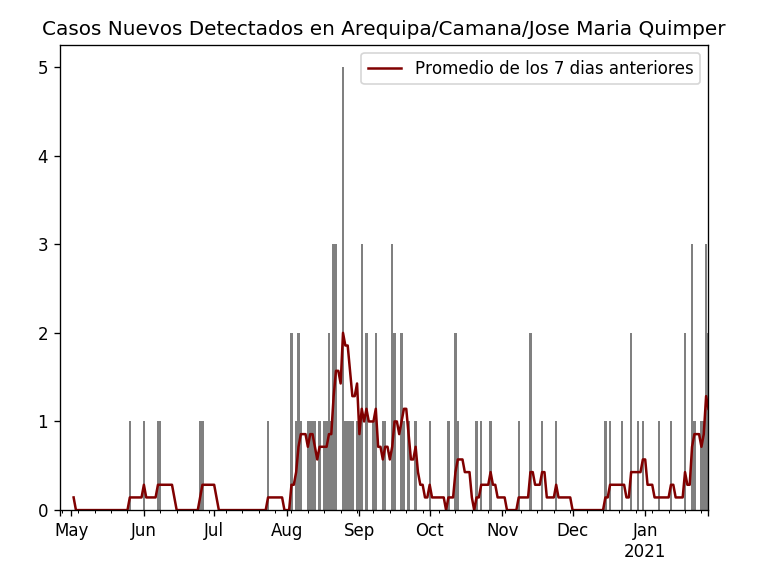 Casos Nuevos Detectados en Arequipa/Camana/Jose Maria Quimper
Promedio de los 7 dias anteriores
5
4
3
2
1
0
May Jun Jul Aug Sep Oct Nov Dec Jan
2021